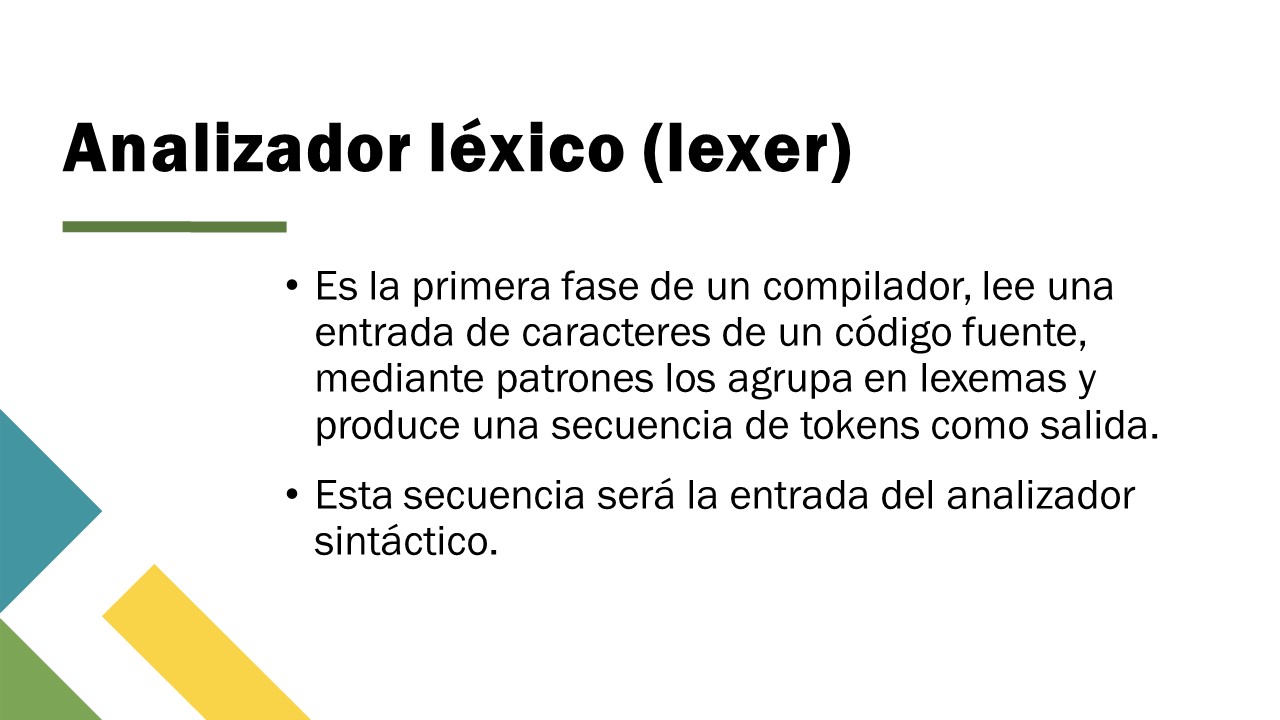 Analizador léxico (lexer)
• Es la primera fase de un compilador, lee una
entrada de caracteres de un código fuente,
mediante patrones los agrupa en lexemas y
produce una secuencia de tokens como salida.
• Esta secuencia será la entrada del analizador
sintáctico.